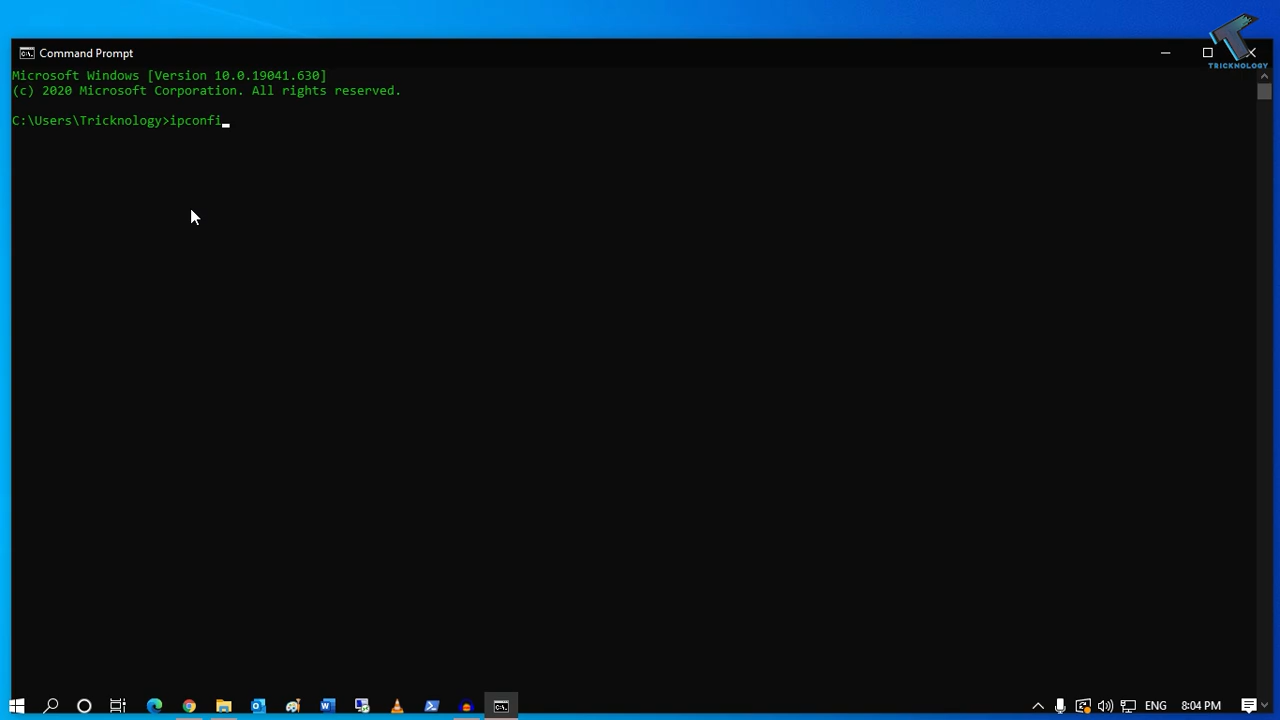 TRICKNOLOGY
Command Prompt
Microsoft Windows [Version 10.0.19041.630]
(c) 2020 Microsoft Corporation. All rights reserved.
C:\Users\Tricknology>ipconfi
ENG
8:04 PM